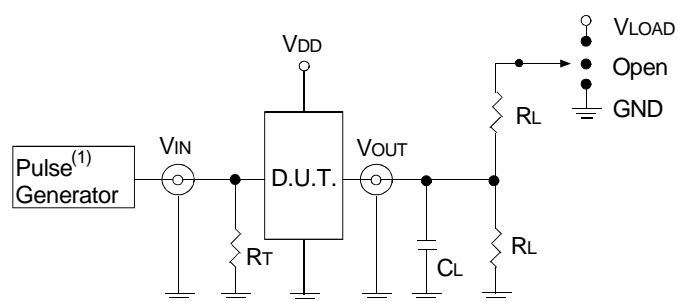 VLOAD
VDD
Open
GND
RL
VIN
VOUT
Pulse(1)
Generator
D.U.T.
RT
CL
RL